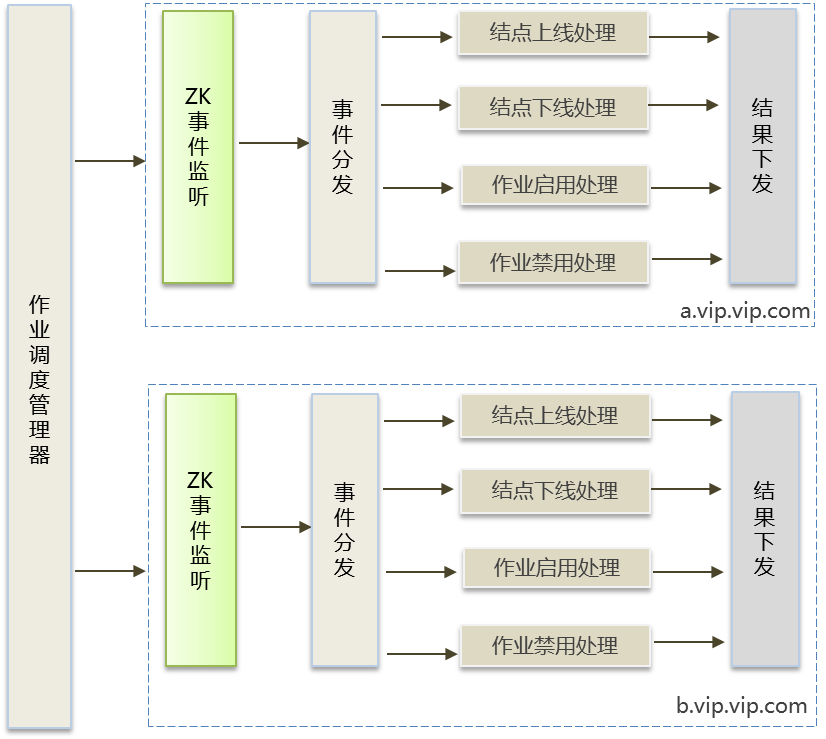 作业调度管理器
ZK事件监听
事件分发
结点上线处理
结点下线处理
作业启用处理
作业禁用处理
结果下发
a.vip.vip.com
ZK事件监听
事件分发
结点上线处理
结点下线处理
作业启用处理
作业禁用处理
结果下发
b.vip.vip.com